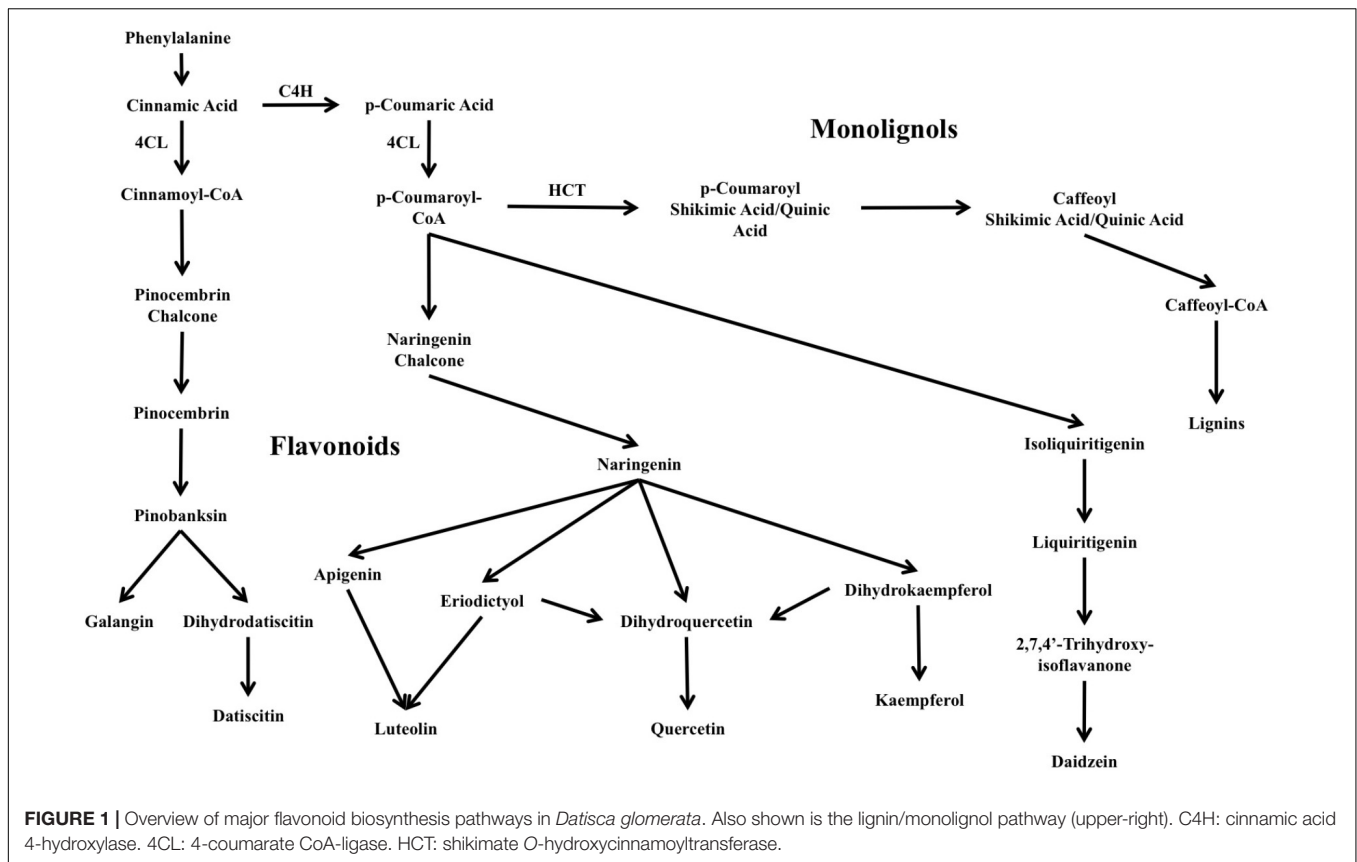 Phenylalanine
Cinnamic Acid
C4H
p-Coumaric Acid
4CL
4CL
Monolignols
Cinnamoyl-CoA
p-Coumaroyl-
CoA
HCT
p-Coumaroyl
Shikimic Acid/Quinic
Acid
Caffeoyl
Shikimic Acid/Quinic Acid
Pinocembrin
Chalcone
Naringenin
Chalcone
Caffeoyl-CoA
Pinocembrin
Lignins
Flavonoids
Isoliquiritigenin
Naringenin
Pinobanksin
Liquiritigenin
Apigenin
Eriodictyol
Dihydrokaempferol
Galangin
Dihydrodatiscitin
Dihydroquercetin
2,7,4’-Trihydroxy-
isoflavanone
Datiscitin
Luteolin
Quercetin
Kaempferol
Daidzein
FIGURE 1 | Overview of major flavonoid biosynthesis pathways in Datisca glomerata. Also shown is the lignin/monolignol pathway (upper-right). C4H: cinnamic acid
4-hydroxylase. 4CL: 4-coumarate CoA-ligase. HCT: shikimate O-hydroxycinnamoyltransferase.